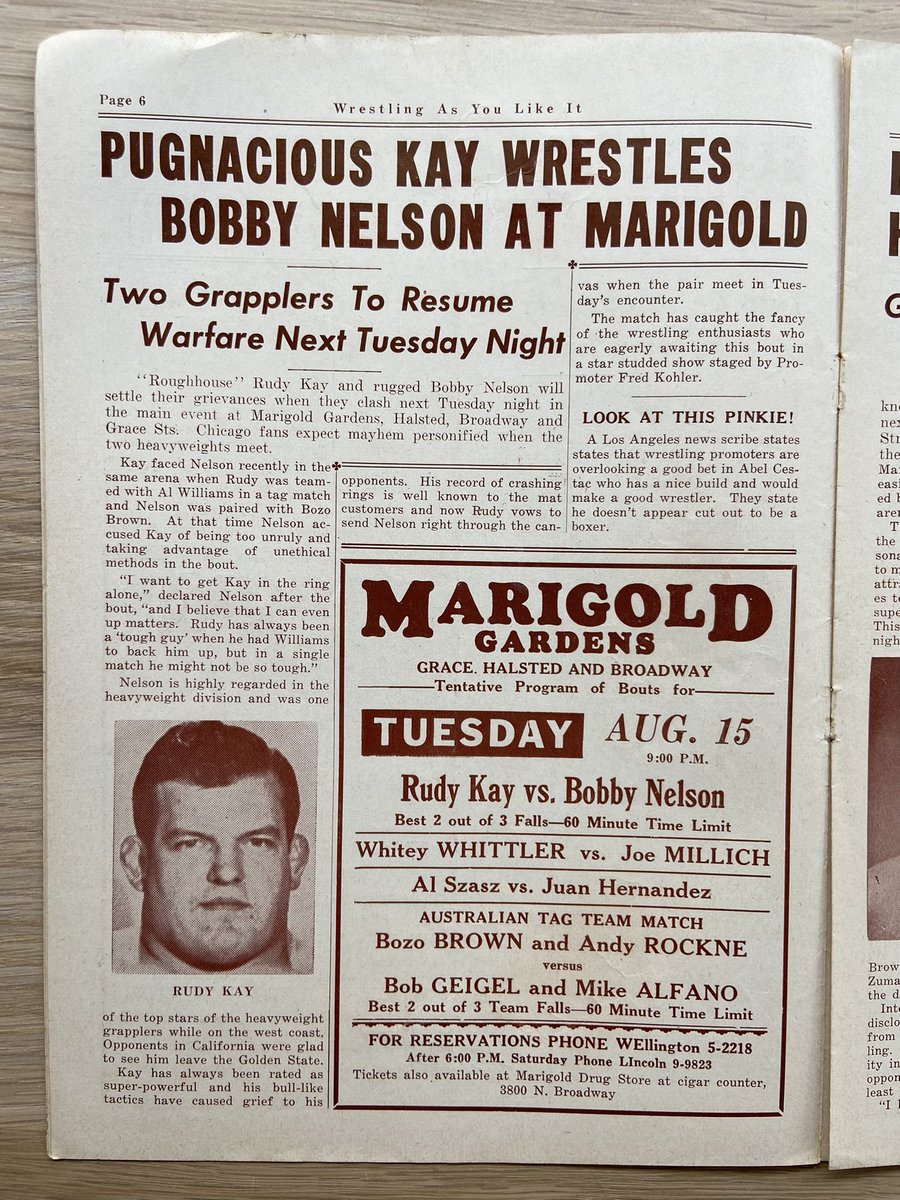 Page 6
Wrestling As You Like It
PUGNACIOUS KAY WRESTLES
BOBBY NELSON AT MARIGOLD
Two Grapplers To Resume
Warfare Next Tuesday Night
"Roughhouse" Rudy Kay and rugged Bobby Nelson will
settle their grievances when they clash next Tuesday night in
the main event at Marigold Gardens, Halsted, Broadway and
Grace Sts. Chicago fans expect mayhem personified when the
two heavyweights meet.
Kay faced Nelson recently in the
same arena when Rudy was team-
ed with Al Williams in a tag match
and Nelson was paired with Bozo
Brown. At that time Nelson ac-
cused Kay of being too unruly and
taking advantage of unethical
methods in the bout.
"I want to get Kay in the ring
alone," declared Nelson after the
bout, "and I believe that I can even
up matters. Rudy has always been
a 'tough guy' when he had Williams
to back him up, but in a single
match he might not be so tough."
Nelson is highly regarded in the
heavyweight division and was one
RUDY KAY
of the top stars of the heavyweight
grapplers while on the west coast.
Opponents in California were glad
to see him leave the Golden State.
Kay has always been rated as
super-powerful and his bull-like
tactics have caused grief to his
opponents. His record of crashing
rings is well known to the mat
customers and now Rudy vows to
send Nelson right through the can-
vas when the pair meet in Tues-
day's encounter.
The match has caught the fancy
of the wrestling enthusiasts who
are eagerly awaiting this bout in
a star studded show staged by Pro-
moter Fred Kohler.
LOOK AT THIS PINKIE!
A Los Angeles news scribe states
states that wrestling promoters are
overlooking a good bet in Abel Ces-
tac who has a nice build and would
make a good wrestler. They state
he doesn't appear cut out to be a
boxer.
MARIGOLD
GARDENS
GRACE. HALSTED AND BROADWAY
Tentative Program of Bouts for
TUESDAY AUG. 15
9:00 P.M.
Rudy Kay vs. Bobby Nelson
Best 2 out of 3 Falls—60 Minute Time Limit
Whitey WHITTLER vs. Joe MILLICH
Al Szasz vs. Juan Hernandez
AUSTRALIAN TAG TEAM MATCH
Bozo BROWN and Andy ROCKNE
versus
Bob GEIGEL and Mike ALFANO
Best 2 out of 3 Team Falls—60 Minute Time Limit
FOR RESERVATIONS PHONE WEllington 5-2218
After 6:00 P.M. Saturday Phone LIncoln 9-9823
Tickets also available at Marigold Drug Store at cigar counter,
3800 N. Broadway